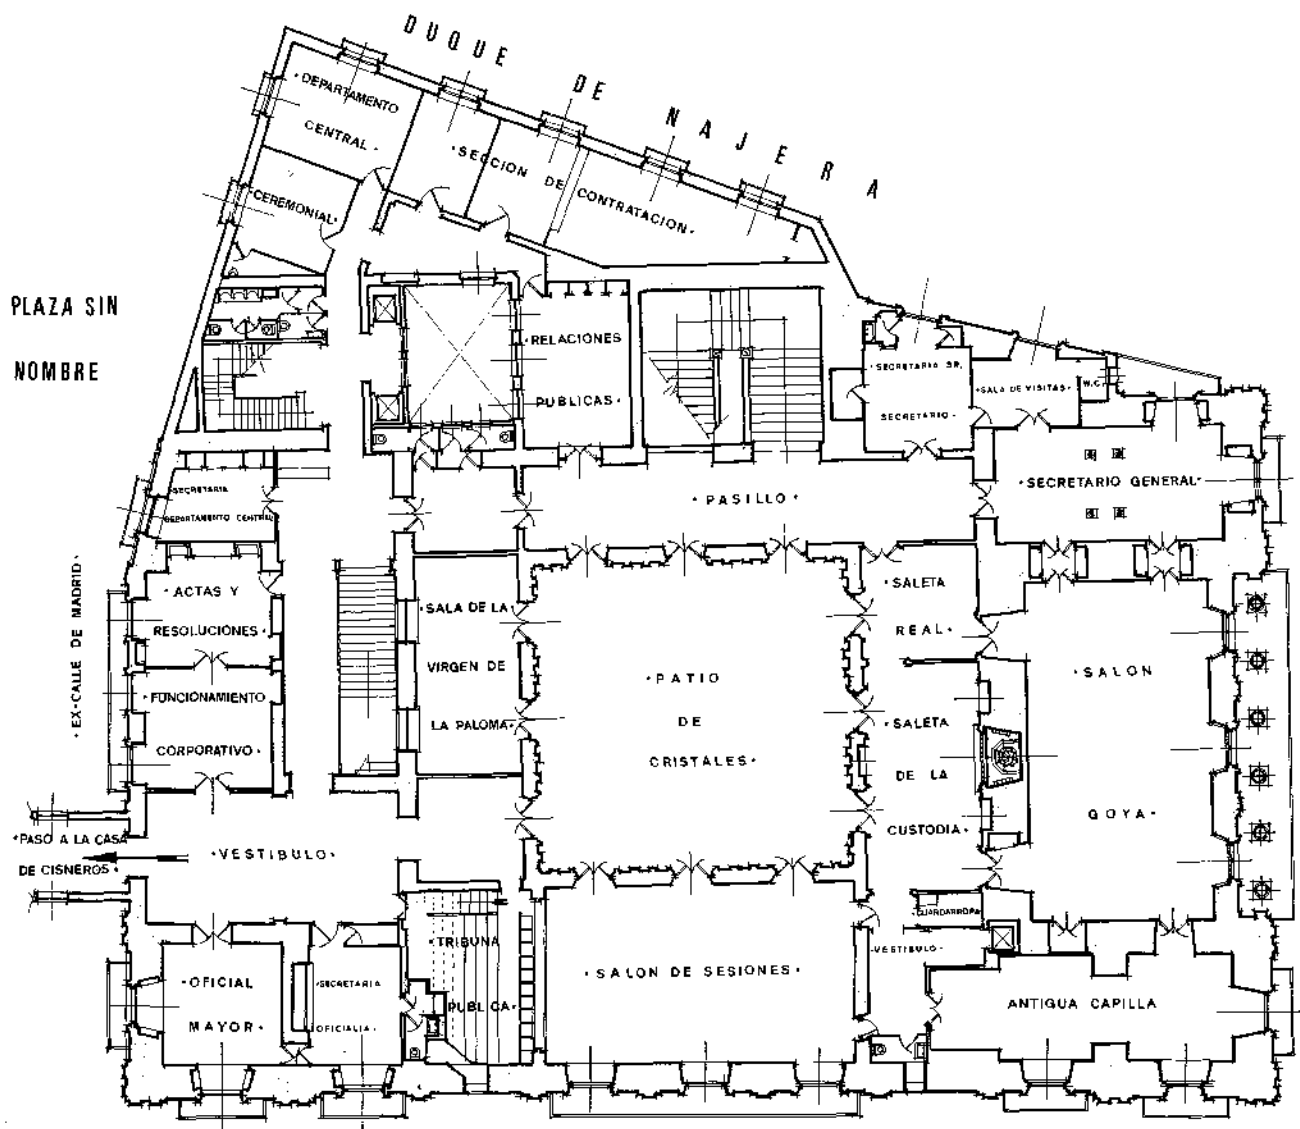 DUQUE DE NAJERA
· DEPARTAMENTO
CENTRAL ·
· SECCION DE CONTRATACION ·
· CEREMONIAL ·
PLAZA SIN
NOMBRE
· RELACIONES
PUBLICAS ·
· SECRETARIA SR.
SECRETARIO ·
· SALA DE VISITAS ·
W.C.
· SECRETARIA
DEPARTAMENTO CENTRAL
· PASILLO ·
· SECRETARIO GENERAL ·
· EX-CALLE DE MADRID ·
· ACTAS Y
RESOLUCIONES ·
· FUNCIONAMIENTO
CORPORATIVO ·
· SALA DE LA
VIRGEN DE
LA PALOMA ·
· PATIO
DE
CRISTALES ·
· SALETA
REAL ·
· SALETA
DE LA
CUSTODIA ·
· SALON
GOYA ·
· PASO A LA CASA
DE CISNEROS ·
· VESTIBULO ·
· GUARDARROPA
· VESTIBULO ·
· OFICIAL
MAYOR ·
· SECRETARIA
OFICIALIA ·
· TRIBUNA
PUBLICA ·
· SALON DE SESIONES ·
ANTIGUA CAPILLA